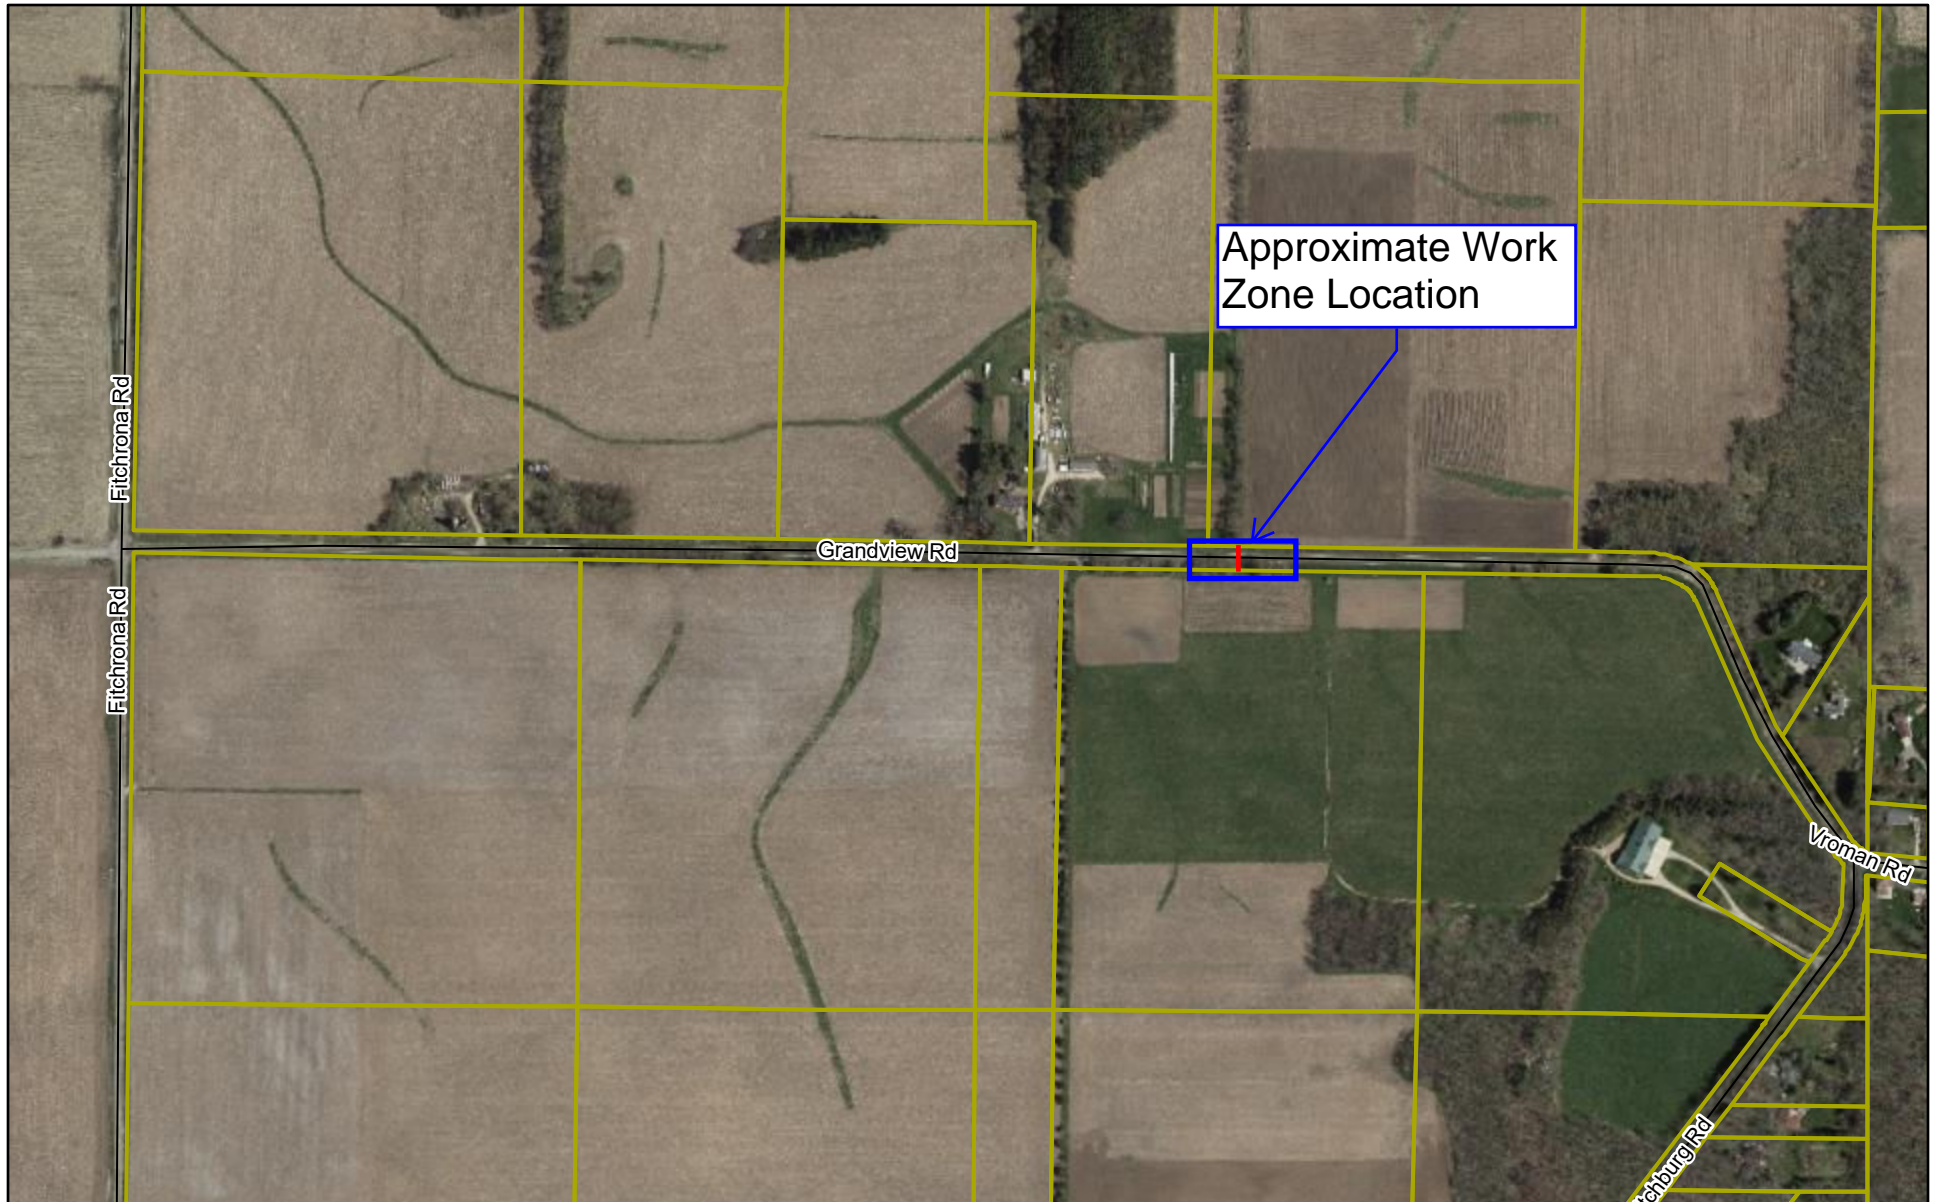 Approximate Work
Zone Location
Fitchrona Rd
Grandview Rd
Fitchrona Rd
Vroman Rd